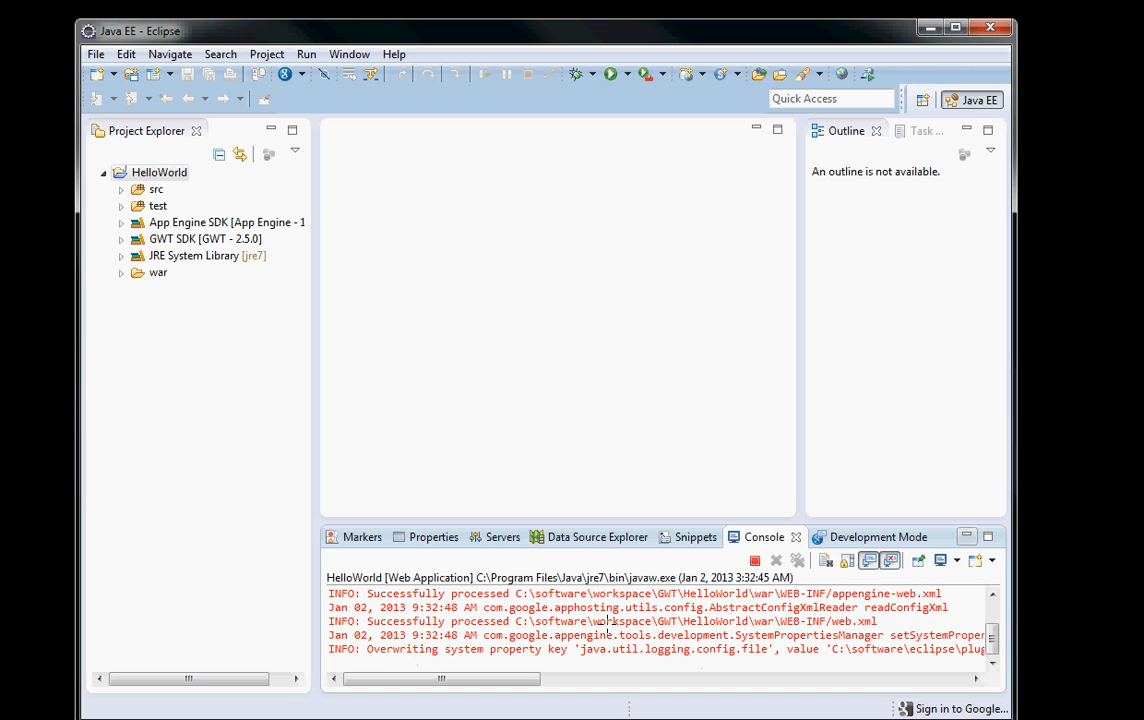 Java EE - Eclipse
File Edit Navigate Search Project Run Window Help
Quick Access
Java EE
Project Explorer
HelloWorld
src
test
App Engine SDK [App Engine - 1
GWT SDK [GWT - 2.5.0]
JRE System Library [jre7]
war
Outline Task ...
An outline is not available.
Markers Properties Servers Data Source Explorer Snippets Console Development Mode
HelloWorld [Web Application] C:\Program Files\Java\jre7\bin\javaw.exe (Jan 2, 2013 3:32:45 AM)
INFO: Successfully processed C:\software\workspace\GWT\HelloWorld\war\WEB-INF/appengine-web.xml
Jan 02, 2013 9:32:48 AM com.google.apphosting.utils.config.AbstractConfigXmlReader readConfigXml
INFO: Successfully processed C:\software\workspace\GWT\HelloWorld\war\WEB-INF/web.xml
Jan 02, 2013 9:32:48 AM com.google.appengine.tools.development.SystemPropertiesManager setSystemProper
INFO: Overwriting system property key 'java.util.logging.config.file', value 'C:\software\eclipse\plug
Sign in to Google...